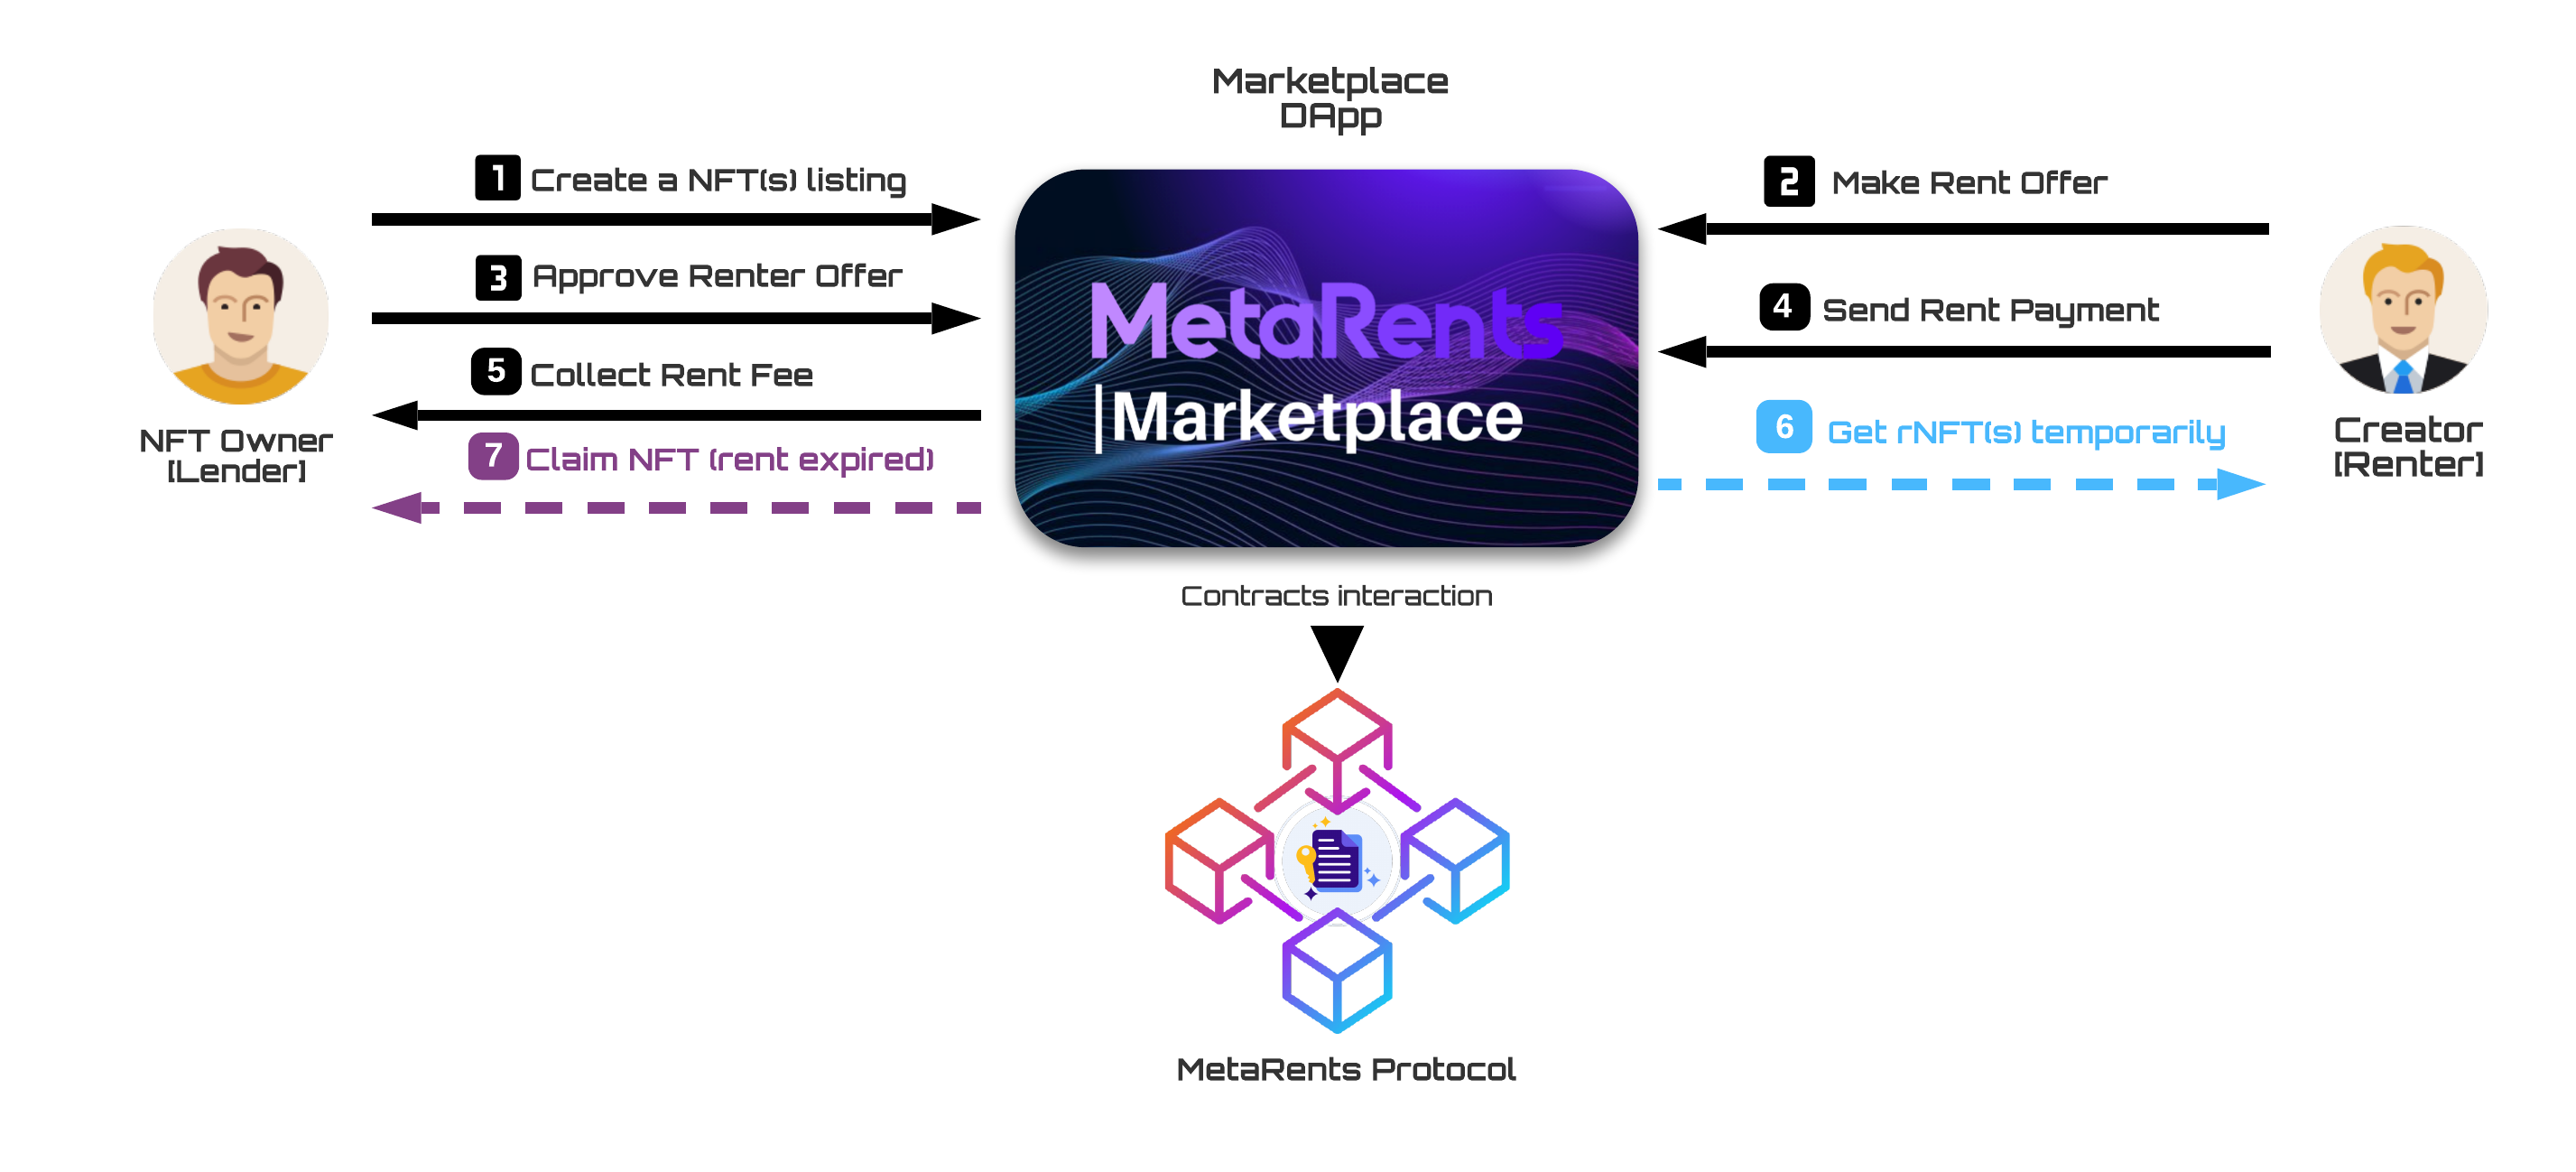 Marketplace
DApp
1 Create a NFT(s) listing
3 Approve Renter Offer
5 Collect Rent Fee
7 Claim NFT (rent expired)
NFT Owner
[Lender]
MetaRents
|Marketplace
2 Make Rent Offer
4 Send Rent Payment
6 Get rNFT(s) temporarily
Creator
[Renter]
Contracts interaction
MetaRents Protocol